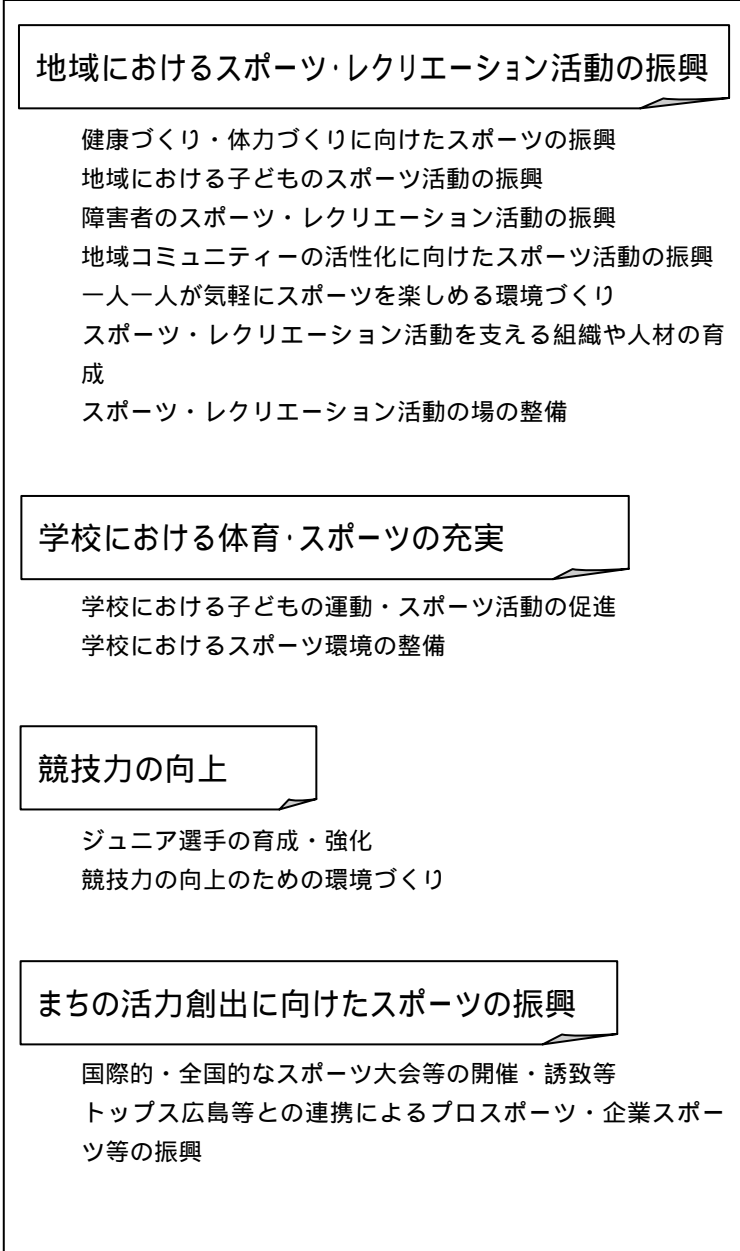 地域におけるスポーツ・レクリエーション活動の振興
健康づくり・体力づくりに向けたスポーツの振興
地域における子どものスポーツ活動の振興
障害者のスポーツ・レクリエーション活動の振興
地域コミュニティーの活性化に向けたスポーツ活動の振興
一人一人が気軽にスポーツを楽しめる環境づくり
スポーツ・レクリエーション活動を支える組織や人材の育
成
スポーツ・レクリエーション活動の場の整備
学校における体育・スポーツの充実
学校における子どもの運動・スポーツ活動の促進
学校におけるスポーツ環境の整備
競技力の向上
ジュニア選手の育成・強化
競技力の向上のための環境づくり
まちの活力創出に向けたスポーツの振興
国際的・全国的なスポーツ大会等の開催・誘致等
トップス広島等との連携によるプロスポーツ・企業スポー
ツ等の振興